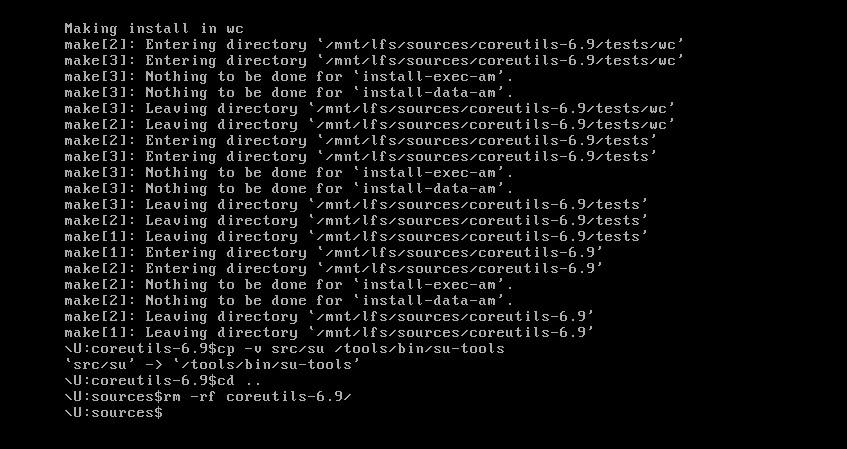 Making install in wc
make[2]: Entering directory `/mnt/lfs/sources/coreutils-6.9/tests/wc'
make[3]: Entering directory `/mnt/lfs/sources/coreutils-6.9/tests/wc'
make[3]: Nothing to be done for `install-exec-am'.
make[3]: Nothing to be done for `install-data-am'.
make[3]: Leaving directory `/mnt/lfs/sources/coreutils-6.9/tests/wc'
make[2]: Leaving directory `/mnt/lfs/sources/coreutils-6.9/tests/wc'
make[2]: Entering directory `/mnt/lfs/sources/coreutils-6.9/tests'
make[3]: Entering directory `/mnt/lfs/sources/coreutils-6.9/tests'
make[3]: Nothing to be done for `install-exec-am'.
make[3]: Nothing to be done for `install-data-am'.
make[3]: Leaving directory `/mnt/lfs/sources/coreutils-6.9/tests'
make[2]: Leaving directory `/mnt/lfs/sources/coreutils-6.9/tests'
make[1]: Leaving directory `/mnt/lfs/sources/coreutils-6.9/tests'
make[1]: Entering directory `/mnt/lfs/sources/coreutils-6.9'
make[2]: Entering directory `/mnt/lfs/sources/coreutils-6.9'
make[2]: Nothing to be done for `install-exec-am'.
make[2]: Nothing to be done for `install-data-am'.
make[2]: Leaving directory `/mnt/lfs/sources/coreutils-6.9'
make[1]: Leaving directory `/mnt/lfs/sources/coreutils-6.9'
\U:coreutils-6.9$cp -v src/su /tools/bin/su-tools
`src/su' -> `/tools/bin/su-tools'
\U:coreutils-6.9$cd ..
\U:sources$rm -rf coreutils-6.9/
\U:sources$